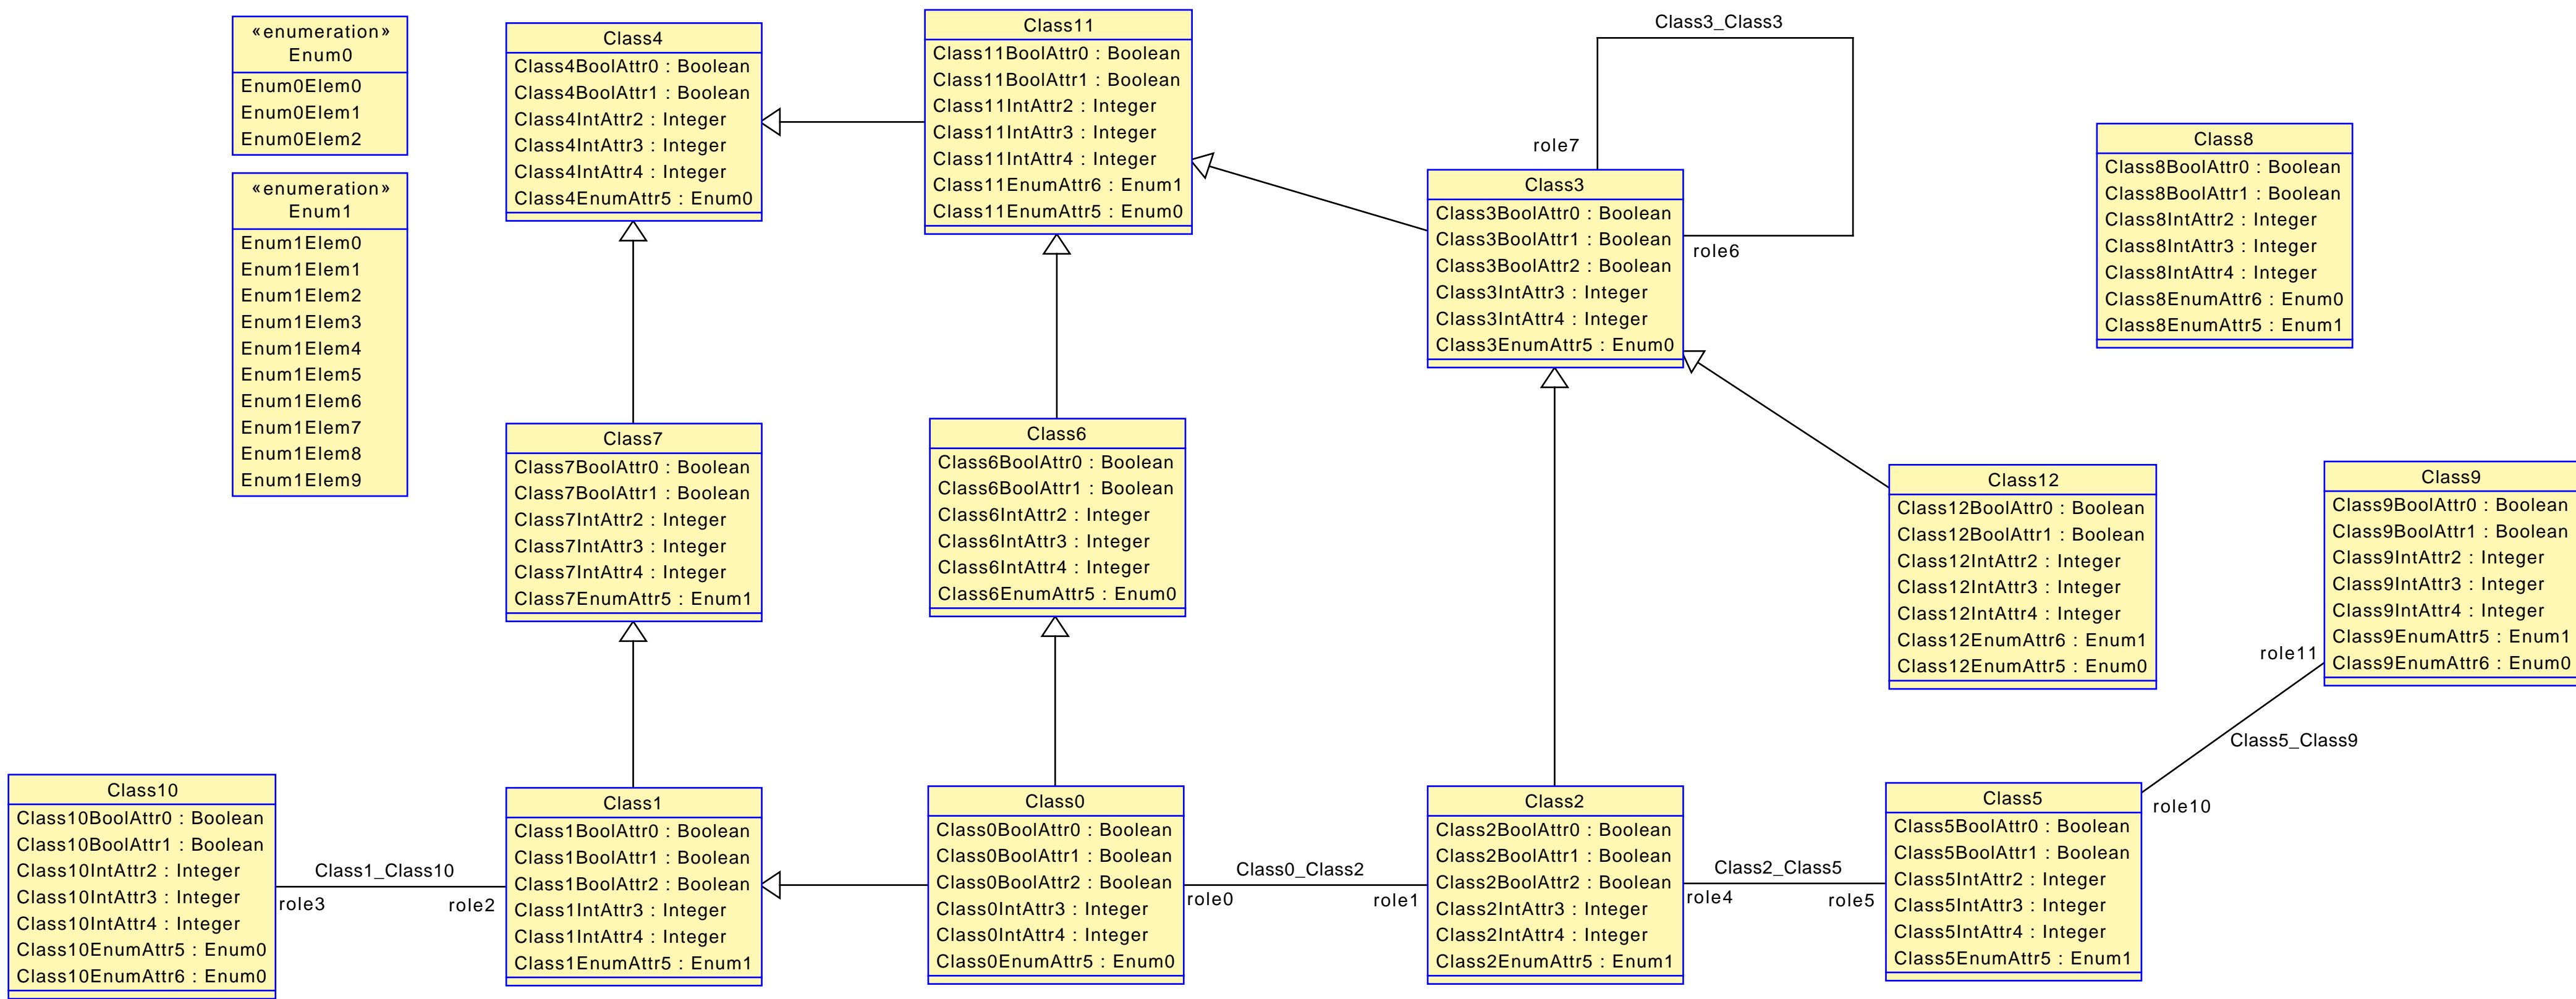 «enumeration»
Enum0
Enum0Elem0
Enum0Elem1
Enum0Elem2
«enumeration»
Enum1
Enum1Elem0
Enum1Elem1
Enum1Elem2
Enum1Elem3
Enum1Elem4
Enum1Elem5
Enum1Elem6
Enum1Elem7
Enum1Elem8
Enum1Elem9
Class4
Class4BoolAttr0 : Boolean
Class4BoolAttr1 : Boolean
Class4IntAttr2 : Integer
Class4IntAttr3 : Integer
Class4IntAttr4 : Integer
Class4EnumAttr5 : Enum0
Class11
Class11BoolAttr0 : Boolean
Class11BoolAttr1 : Boolean
Class11IntAttr2 : Integer
Class11IntAttr3 : Integer
Class11IntAttr4 : Integer
Class11EnumAttr6 : Enum1
Class11EnumAttr5 : Enum0
Class3_Class3
role7
role6
Class3
Class3BoolAttr0 : Boolean
Class3BoolAttr1 : Boolean
Class3BoolAttr2 : Boolean
Class3IntAttr3 : Integer
Class3IntAttr4 : Integer
Class3EnumAttr5 : Enum0
Class8
Class8BoolAttr0 : Boolean
Class8BoolAttr1 : Boolean
Class8IntAttr2 : Integer
Class8IntAttr3 : Integer
Class8IntAttr4 : Integer
Class8EnumAttr6 : Enum0
Class8EnumAttr5 : Enum1
Class7
Class7BoolAttr0 : Boolean
Class7BoolAttr1 : Boolean
Class7IntAttr2 : Integer
Class7IntAttr3 : Integer
Class7IntAttr4 : Integer
Class7EnumAttr5 : Enum1
Class6
Class6BoolAttr0 : Boolean
Class6BoolAttr1 : Boolean
Class6IntAttr2 : Integer
Class6IntAttr3 : Integer
Class6IntAttr4 : Integer
Class6EnumAttr5 : Enum0
Class12
Class12BoolAttr0 : Boolean
Class12BoolAttr1 : Boolean
Class12IntAttr2 : Integer
Class12IntAttr3 : Integer
Class12IntAttr4 : Integer
Class12EnumAttr6 : Enum1
Class12EnumAttr5 : Enum0
Class9
Class9BoolAttr0 : Boolean
Class9BoolAttr1 : Boolean
Class9IntAttr2 : Integer
Class9IntAttr3 : Integer
Class9IntAttr4 : Integer
Class9EnumAttr5 : Enum1
Class9EnumAttr6 : Enum0
role11
Class5_Class9
role10
Class10
Class10BoolAttr0 : Boolean
Class10BoolAttr1 : Boolean
Class10IntAttr2 : Integer
Class10IntAttr3 : Integer
Class10IntAttr4 : Integer
Class10EnumAttr5 : Enum0
Class10EnumAttr6 : Enum0
Class1_Class10
role3
role2
Class1
Class1BoolAttr0 : Boolean
Class1BoolAttr1 : Boolean
Class1BoolAttr2 : Boolean
Class1IntAttr3 : Integer
Class1IntAttr4 : Integer
Class1EnumAttr5 : Enum1
Class0
Class0BoolAttr0 : Boolean
Class0BoolAttr1 : Boolean
Class0BoolAttr2 : Boolean
Class0IntAttr3 : Integer
Class0IntAttr4 : Integer
Class0EnumAttr5 : Enum0
Class0_Class2
role0
role1
Class2
Class2BoolAttr0 : Boolean
Class2BoolAttr1 : Boolean
Class2BoolAttr2 : Boolean
Class2IntAttr3 : Integer
Class2IntAttr4 : Integer
Class2EnumAttr5 : Enum1
Class2_Class5
role4
role5
Class5
Class5BoolAttr0 : Boolean
Class5BoolAttr1 : Boolean
Class5IntAttr2 : Integer
Class5IntAttr3 : Integer
Class5IntAttr4 : Integer
Class5EnumAttr5 : Enum1